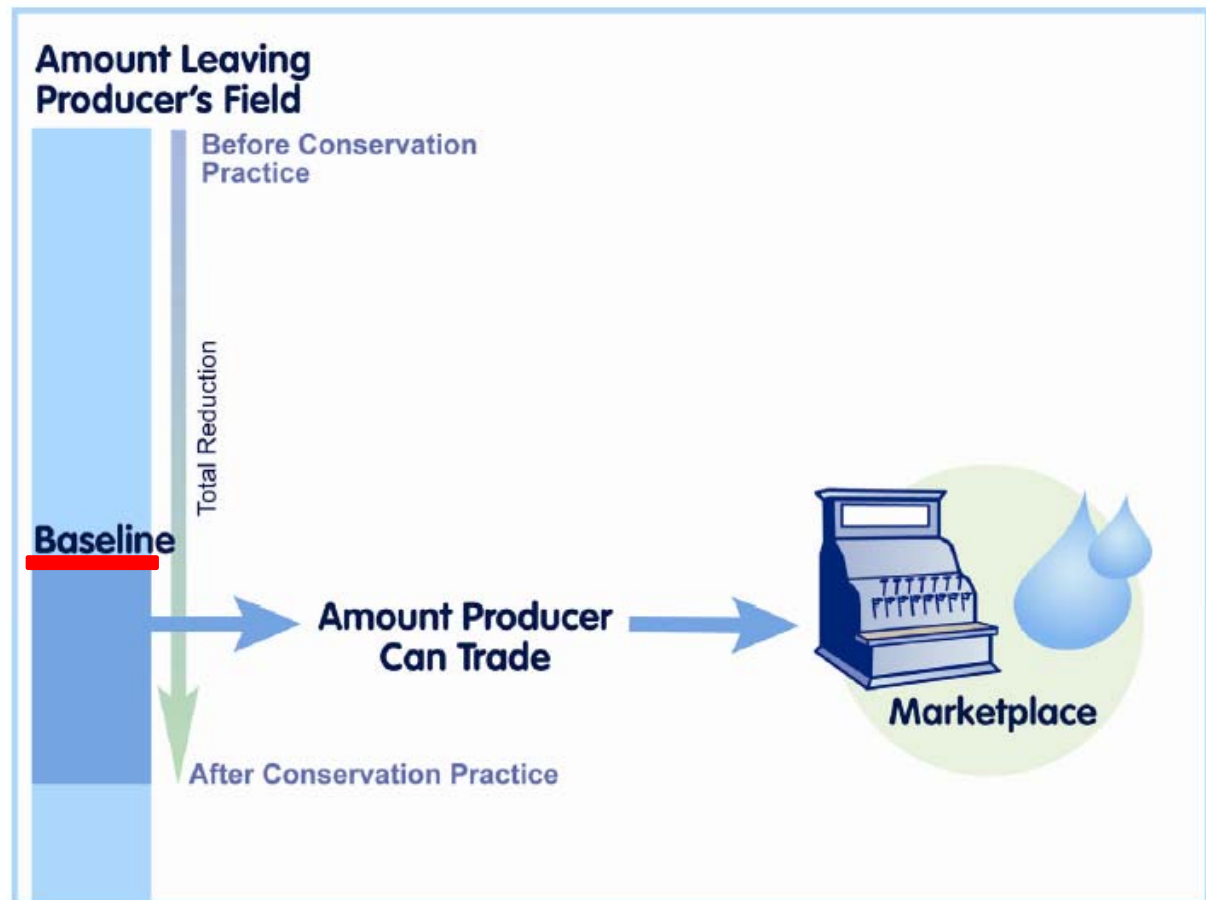 Amount Leaving
Producer's Field
Before Conservation
Practice
Total Reduction
Baseline
Amount Producer
Can Trade
Marketplace
After Conservation Practice